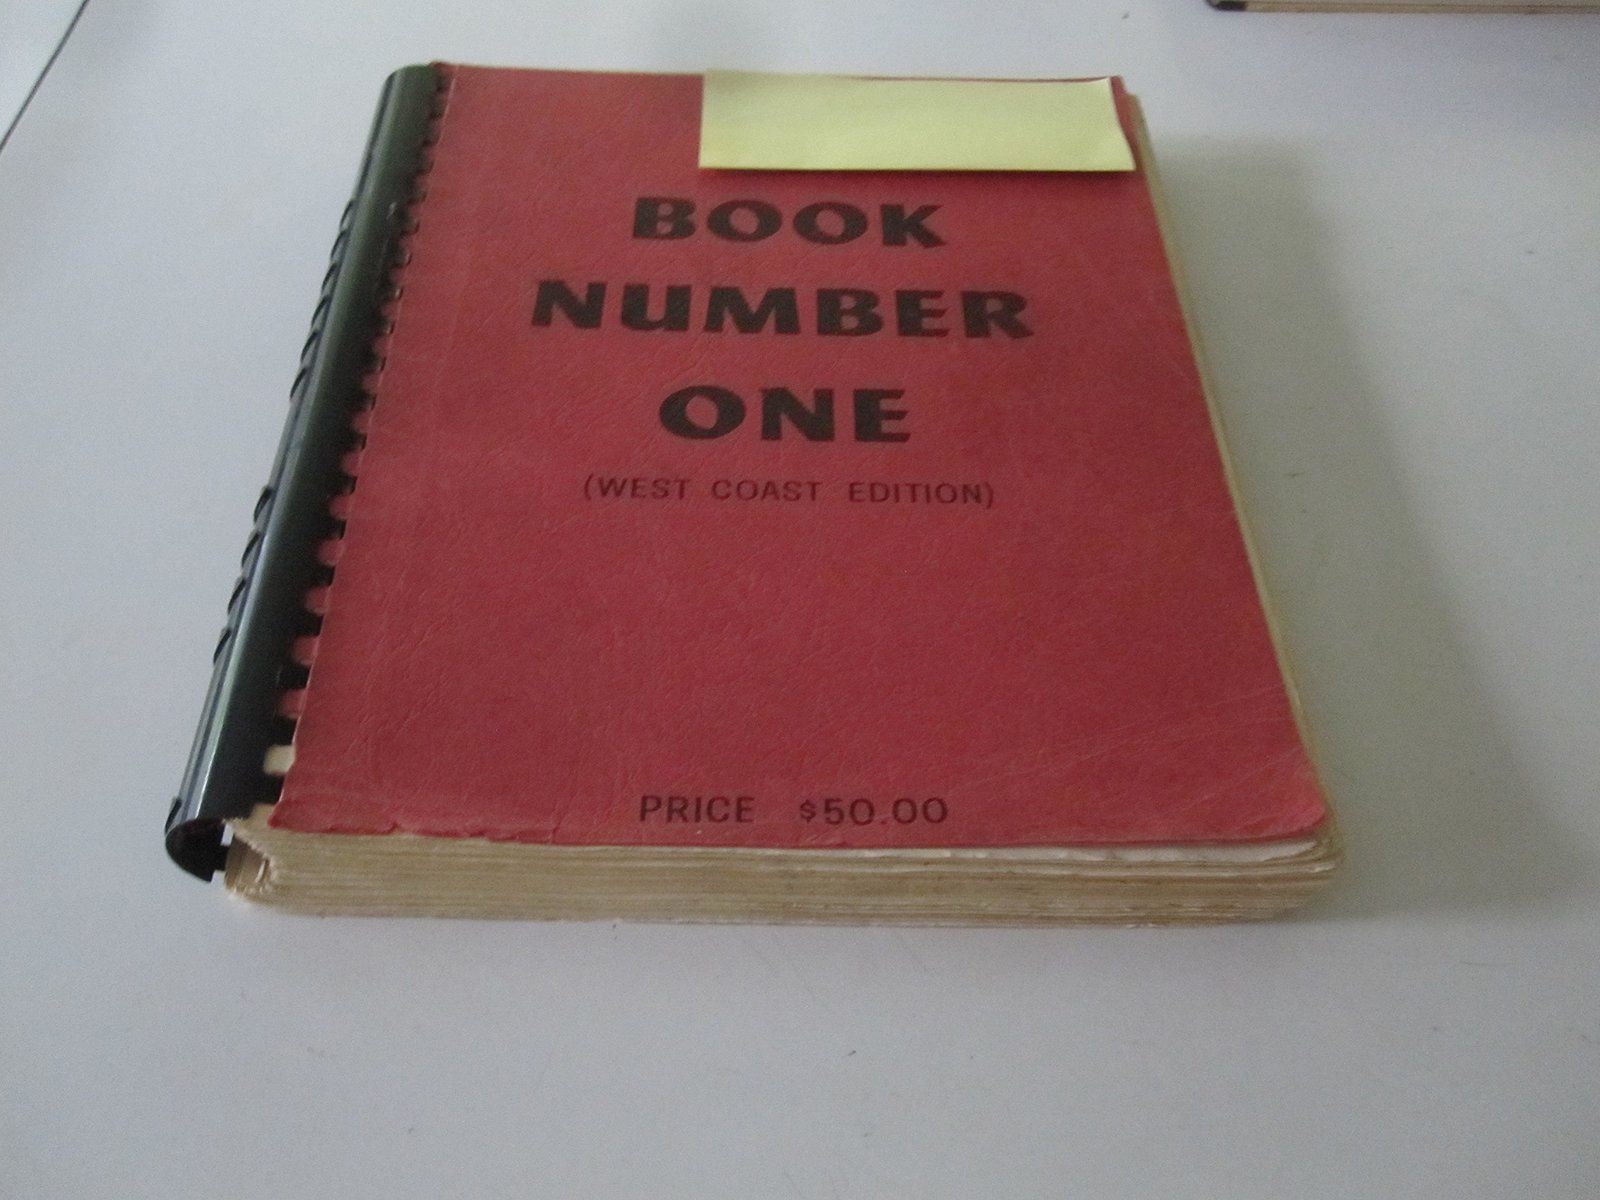 BOOK
NUMBER
ONE
(WEST COAST EDITION)
PRICE $50.00